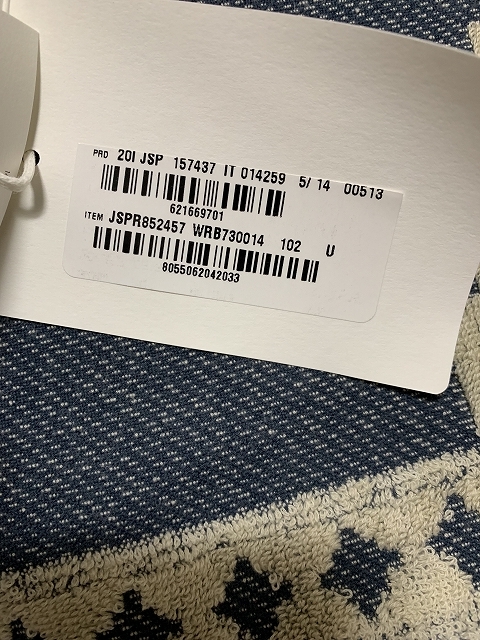 PRD 20I JSP 157437 IT 014259 5/ 14 00513
621669701
ITEM JSPR852457 WRB730014 102 U
8055062042033